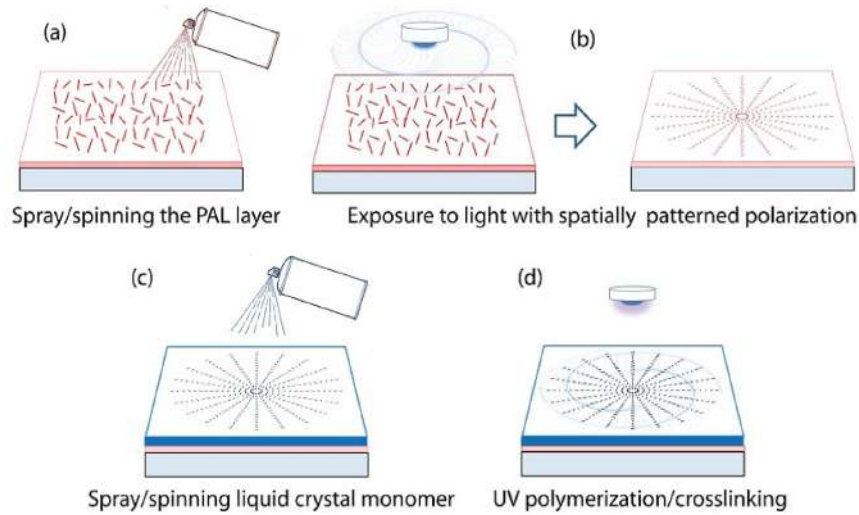 (a)
(b)
Spray/spinning the PAL layer
Exposure to light with spatially patterned polarization
(c)
(d)
Spray/spinning liquid crystal monomer
UV polymerization/crosslinking